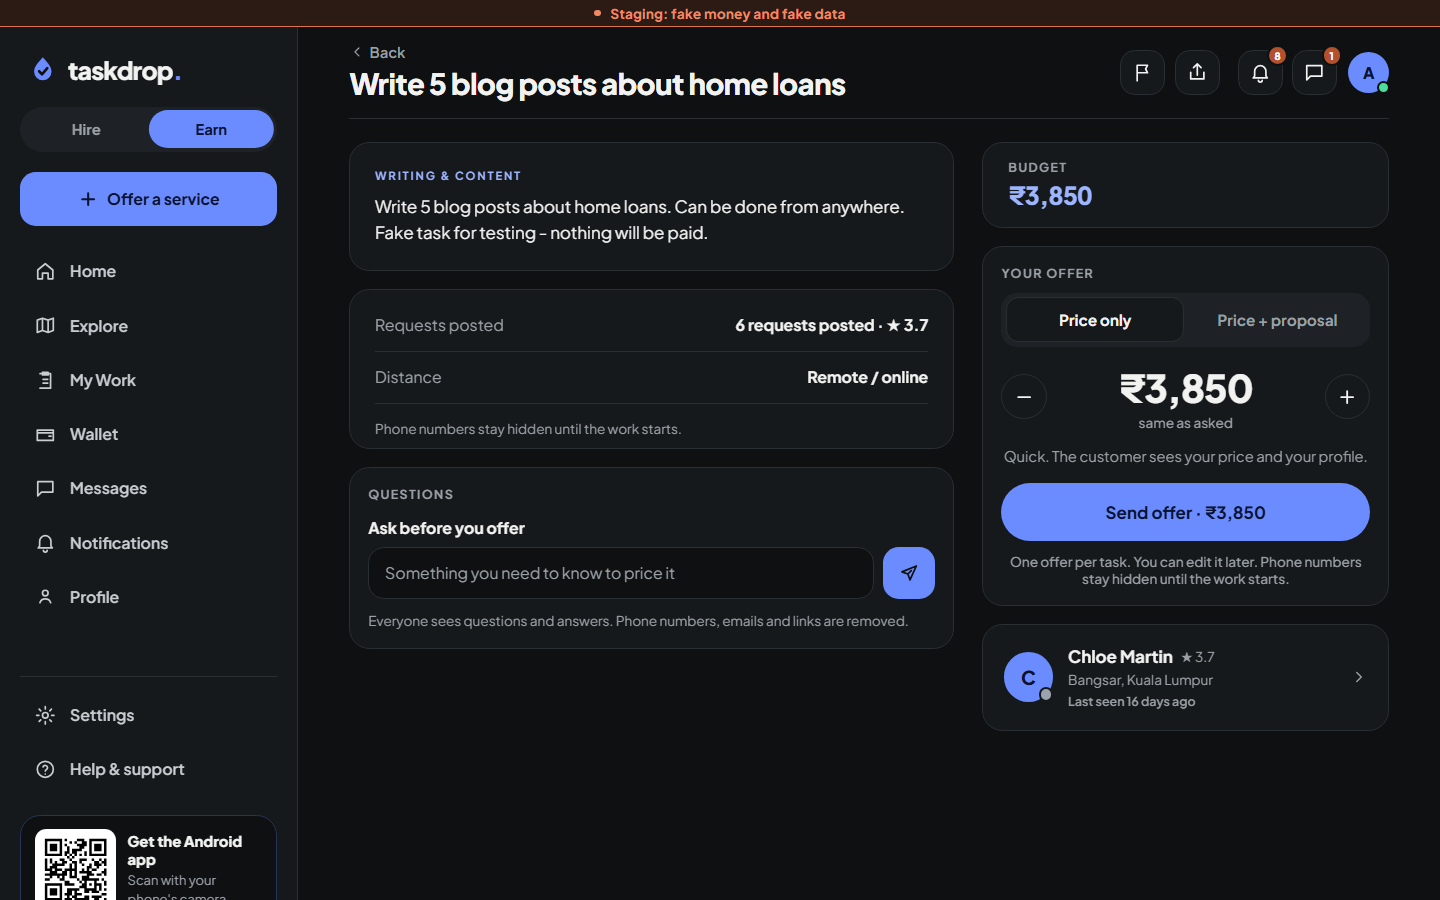 Staging: fake money and fake data
taskdrop.
Hire
Earn
Offer a service
Home
Explore
My Work
Wallet
Messages
Notifications
Profile
Settings
Help & support
Get the Android
app
Scan with your
phone's camera
Back
Write 5 blog posts about home loans
8
1
A
WRITING & CONTENT
Write 5 blog posts about home loans. Can be done from anywhere.
Fake task for testing - nothing will be paid.
Requests posted
6 requests posted · ★ 3.7
Distance
Remote / online
Phone numbers stay hidden until the work starts.
QUESTIONS
Ask before you offer
Something you need to know to price it
Everyone sees questions and answers. Phone numbers, emails and links are removed.
BUDGET
₹3,850
YOUR OFFER
Price only
Price + proposal
₹3,850
same as asked
Quick. The customer sees your price and your profile.
Send offer · ₹3,850
One offer per task. You can edit it later. Phone numbers
stay hidden until the work starts.
C
Chloe Martin ★ 3.7
Bangsar, Kuala Lumpur
Last seen 16 days ago